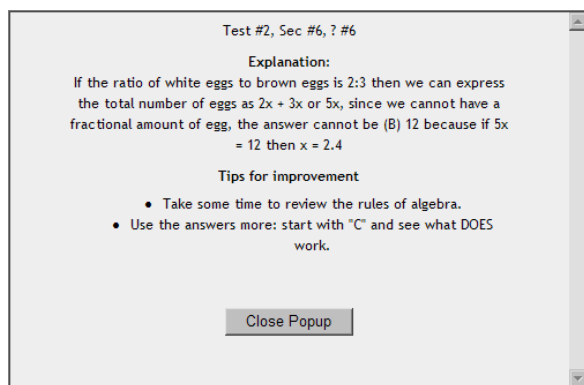 Test #2, Sec #6, ? #6
Explanation:
If the ratio of white eggs to brown eggs is 2:3 then we can express
the total number of eggs as 2x + 3x or 5x, since we cannot have a
fractional amount of egg, the answer cannot be (B) 12 because if 5x
= 12 then x = 2.4
Tips for improvement
• Take some time to review the rules of algebra.
• Use the answers more: start with "C" and see what DOES
work.
Close Popup